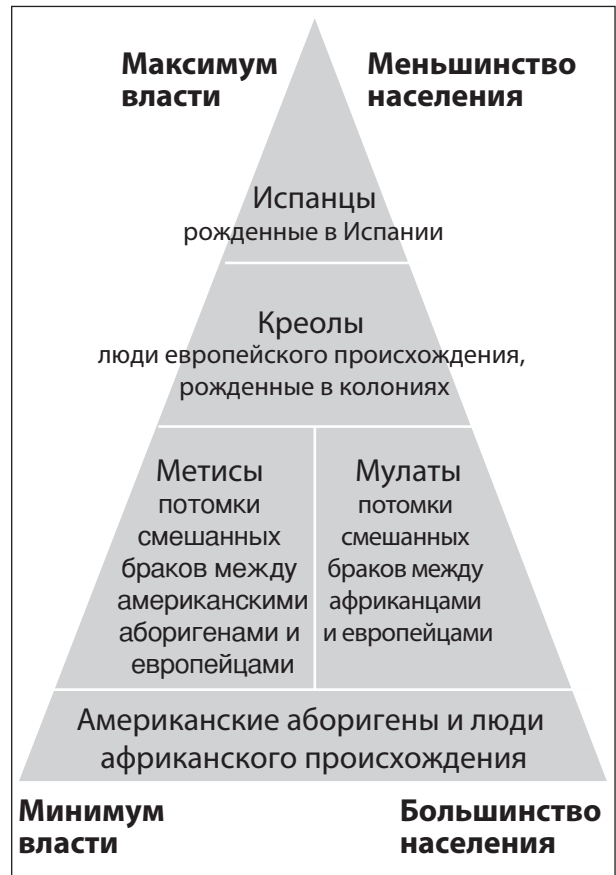 Максимум
власти
Меньшинство
населения
Испанцы
рожденные в Испании
Креолы
люди европейского происхождения,
рожденные в колониях
Метисы
потомки
смешанных
браков между
американскими
аборигенами и
европейцами
Мулаты
потомки
смешанных
браков между
африканцами
и европейцами
Американские аборигены и люди
африканского происхождения
Минимум
власти
Большинство
населения